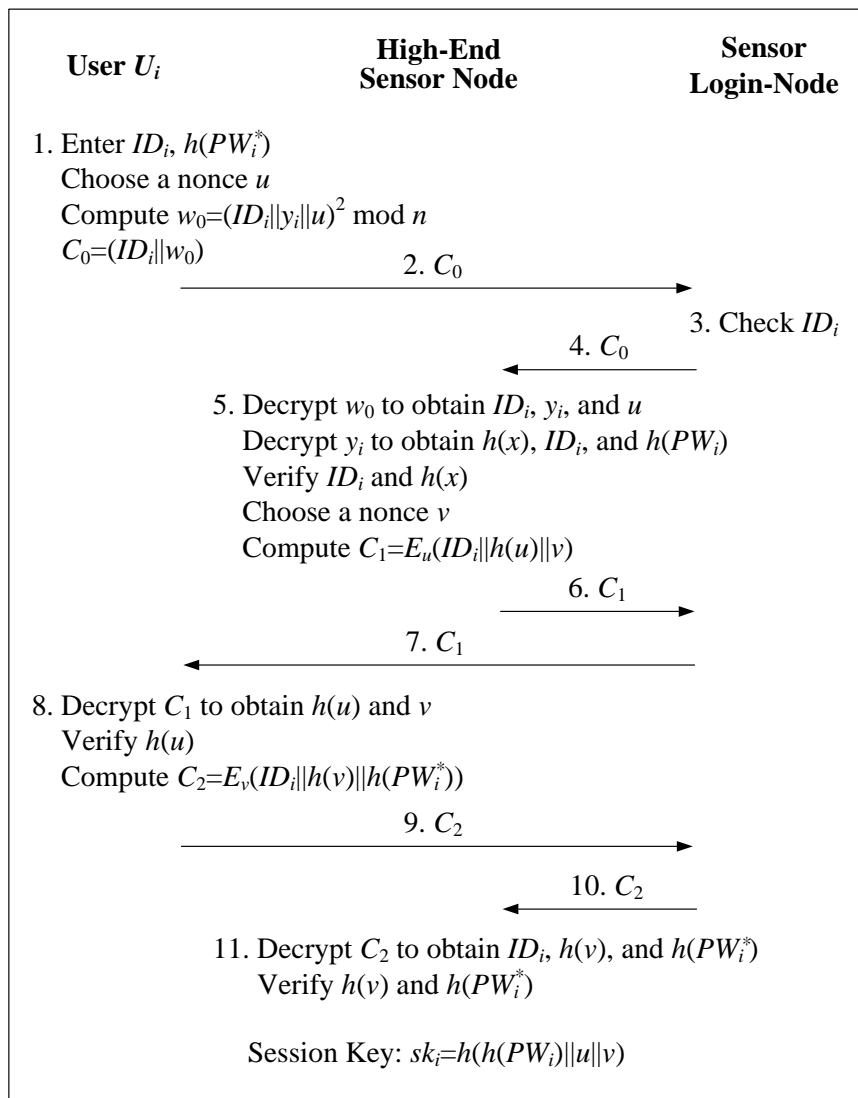 User Uᵢ
High-End
Sensor Node
Sensor
Login-Node
1. Enter IDᵢ, h(PWᵢ*)
Choose a nonce u
Compute w₀=(IDᵢ||yᵢ||u)² mod n
C₀=(IDᵢ||w₀)
2. C₀
3. Check IDᵢ
4. C₀
5. Decrypt w₀ to obtain IDᵢ, yᵢ, and u
Decrypt yᵢ to obtain h(x), IDᵢ, and h(PWᵢ)
Verify IDᵢ and h(x)
Choose a nonce v
Compute C₁=Eᵤ(IDᵢ||h(u)||v)
6. C₁
7. C₁
8. Decrypt C₁ to obtain h(u) and v
Verify h(u)
Compute C₂=Eᵥ(IDᵢ||h(v)||h(PWᵢ*))
9. C₂
10. C₂
11. Decrypt C₂ to obtain IDᵢ, h(v), and h(PWᵢ*)
Verify h(v) and h(PWᵢ*)
Session Key: skᵢ=h(h(PWᵢ)||u||v)